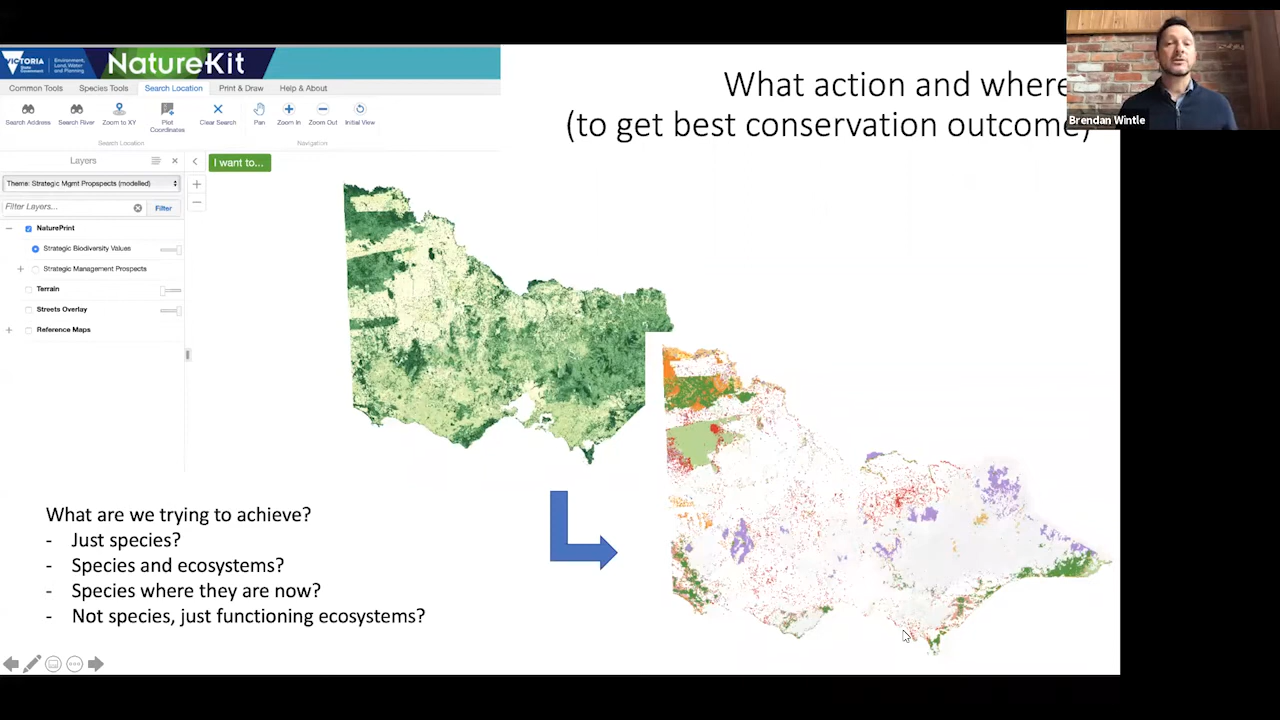 VICTORIA
State
Government
Environment,
Land, Water
and Planning
NatureKit
Common Tools
Species Tools
Search Location
Print & Draw
Help & About
Search Address
Search River
Zoom to XY
Plot
Coordinates
Clear Search
Pan
Zoom In
Zoom Out
Initial View
Search Location
Navigation
Layers
I want to...
Theme: Strategic Mgmt Propspects (modelled)
Filter Layers...
Filter
NaturePrint
Strategic Biodiversity Values
Strategic Management Prospects
Terrain
Streets Overlay
Reference Maps
What action and where
(to get best conservation outcome)
Brendan Wintle
What are we trying to achieve?
- Just species?
- Species and ecosystems?
- Species where they are now?
- Not species, just functioning ecosystems?